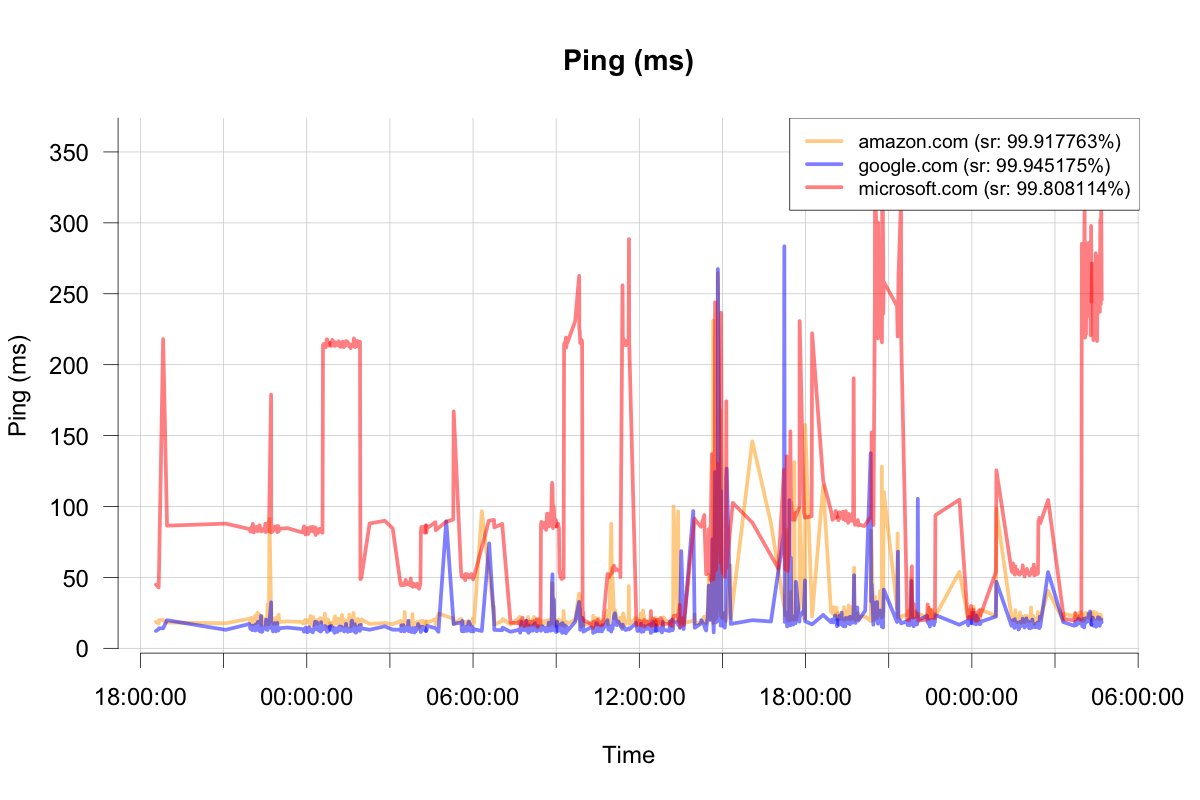 Ping (ms)
amazon.com (sr: 99.917763%)
google.com (sr: 99.945175%)
microsoft.com (sr: 99.808114%)
350
300
250
200
150
100
50
0
Ping (ms)
18:00:00 00:00:00 06:00:00 12:00:00 18:00:00 00:00:00 06:00:00
Time